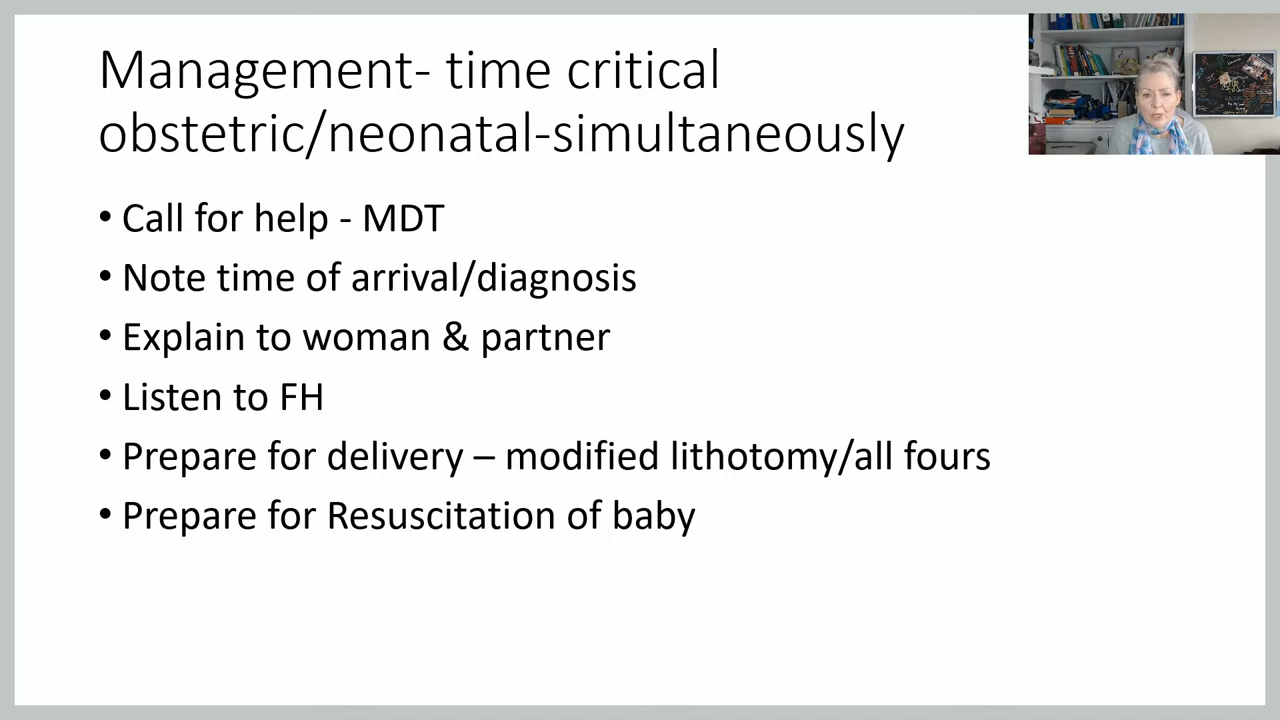 Management- time critical
obstetric/neonatal-simultaneously
• Call for help - MDT
• Note time of arrival/diagnosis
• Explain to woman & partner
• Listen to FH
• Prepare for delivery – modified lithotomy/all fours
• Prepare for Resuscitation of baby